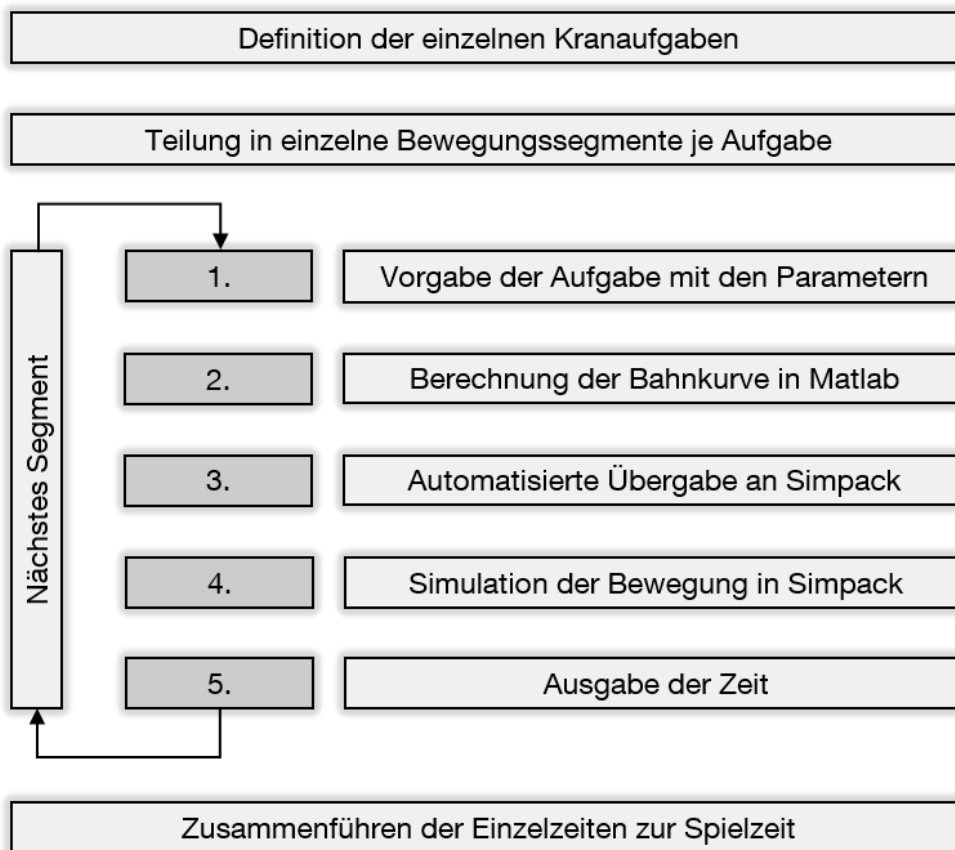 Definition der einzelnen Kranaufgaben
Teilung in einzelne Bewegungssegmente je Aufgabe
Nächstes Segment
1.
Vorgabe der Aufgabe mit den Parametern
2.
Berechnung der Bahnkurve in Matlab
3.
Automatisierte Übergabe an Simpack
4.
Simulation der Bewegung in Simpack
5.
Ausgabe der Zeit
Zusammenführen der Einzelzeiten zur Spielzeit